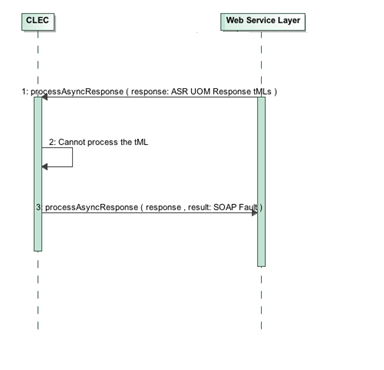 CLEC
Web Service Layer
1: processAsyncResponse ( response: ASR UOM Response tMLs )
2: Cannot process the tML
3: processAsyncResponse ( response , result: SOAP Fault )